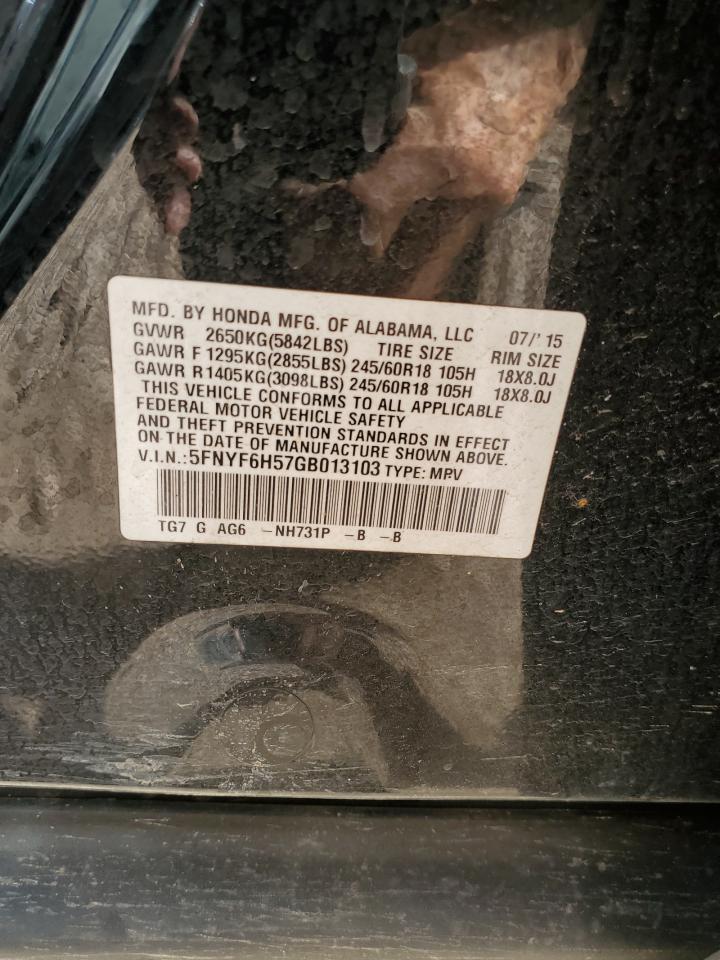 MFD. BY HONDA MFG. OF ALABAMA, LLC 07/' 15
GVWR 2650KG(5842LBS) TIRE SIZE RIM SIZE
GAWR F 1295KG(2855LBS) 245/60R18 105H 18X8.0J
GAWR R1405KG(3098LBS) 245/60R18 105H 18X8.0J
THIS VEHICLE CONFORMS TO ALL APPLICABLE
FEDERAL MOTOR VEHICLE SAFETY
AND THEFT PREVENTION STANDARDS IN EFFECT
ON THE DATE OF MANUFACTURE SHOWN ABOVE.
V.I.N.:5FNYF6H57GB013103 TYPE: MPV
TG7 G AG6 -NH731P -B -B